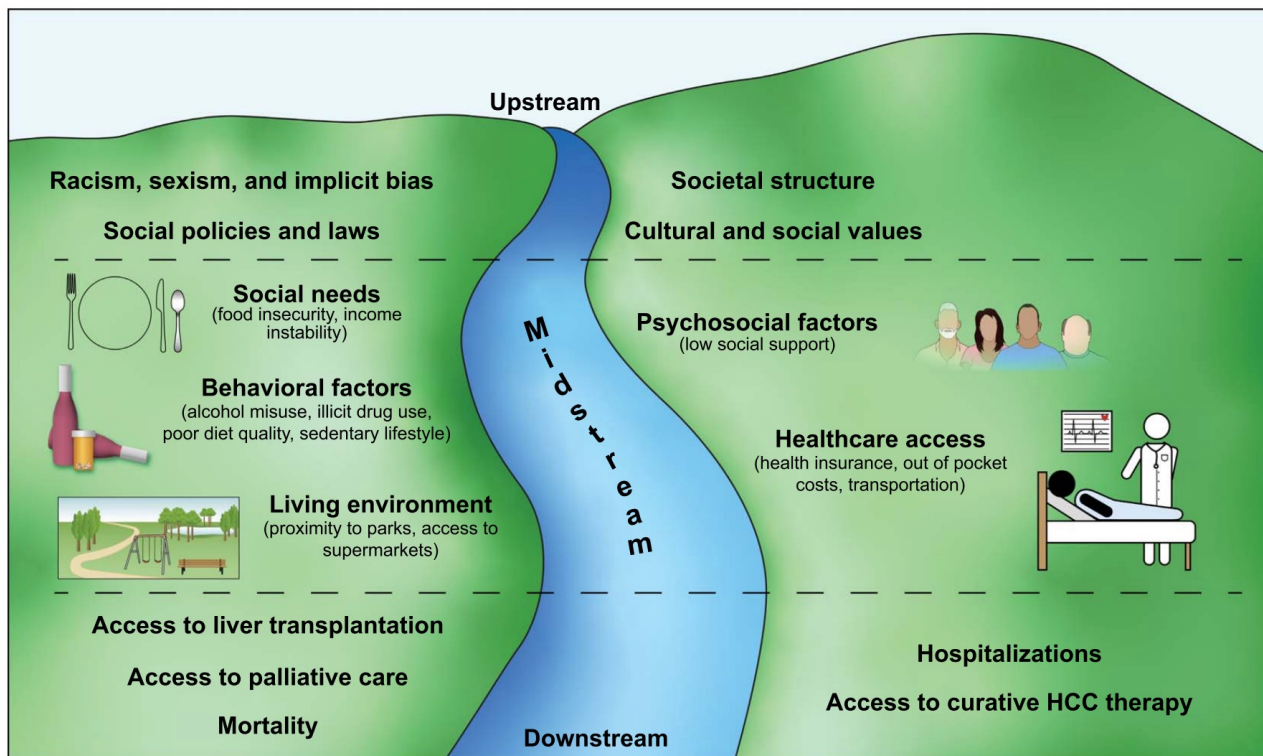 Upstream
Racism, sexism, and implicit bias
Societal structure
Social policies and laws
Cultural and social values
Social needs
(food insecurity, income
instability)
Psychosocial factors
(low social support)
Midstream
Behavioral factors
(alcohol misuse, illicit drug use,
poor diet quality, sedentary lifestyle)
Healthcare access
(health insurance, out of pocket
costs, transportation)
Living environment
(proximity to parks, access to
supermarkets)
Access to liver transplantation
Access to palliative care
Mortality
Hospitalizations
Access to curative HCC therapy
Downstream